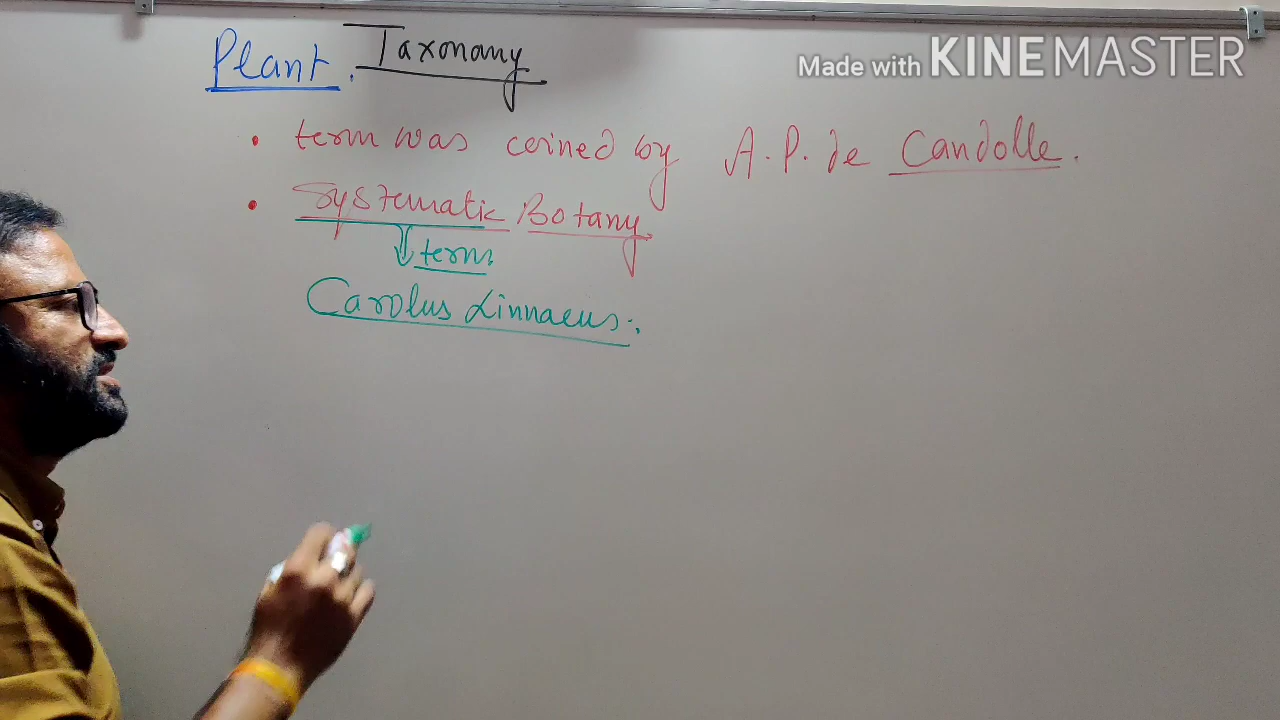 Plant. Taxonamy
Made with KINEMASTER
• term was coined by A.P. de Candolle.
• Systematic Botany.
term.
Carolus Linnaeus.